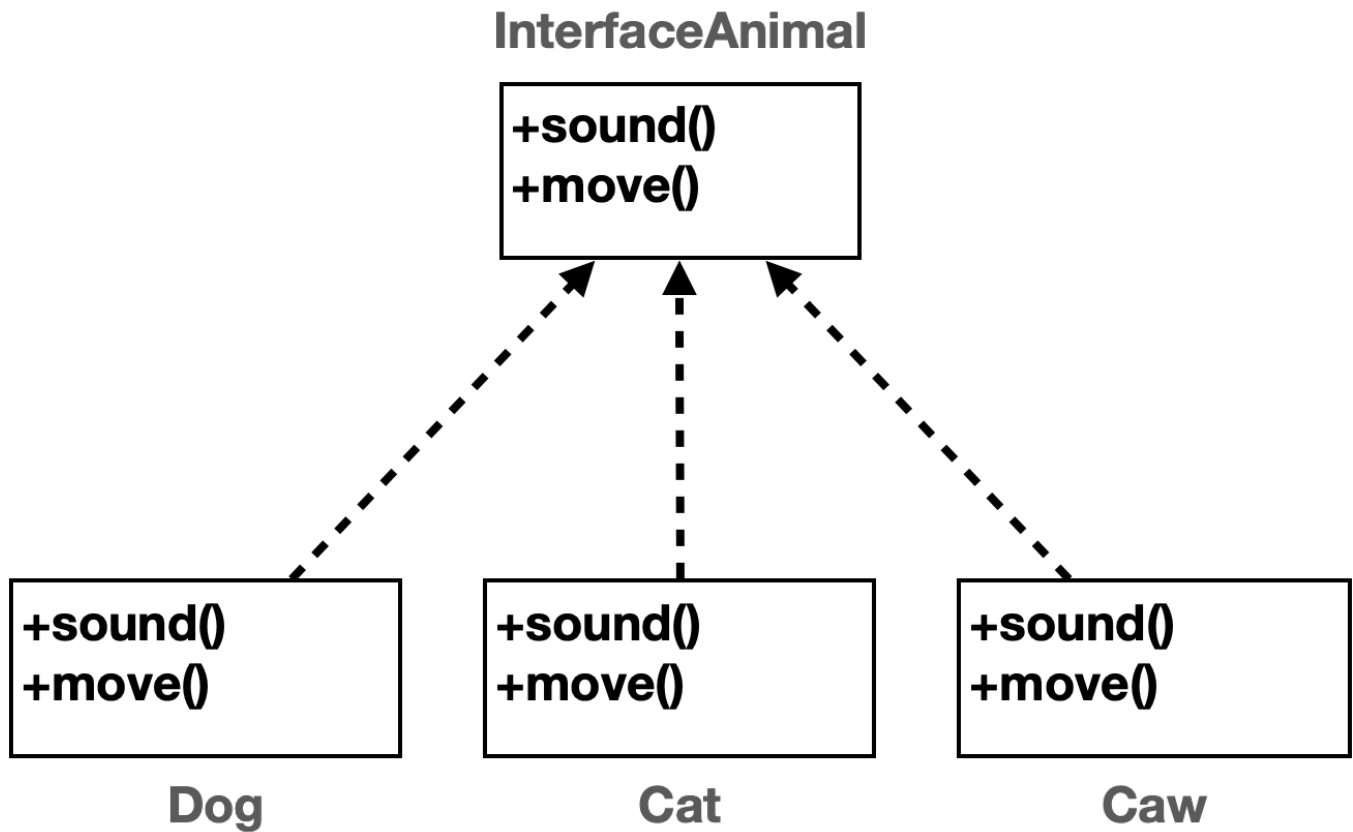 InterfaceAnimal
+sound()
+move()
+sound()
+move()
Dog
+sound()
+move()
Cat
+sound()
+move()
Caw